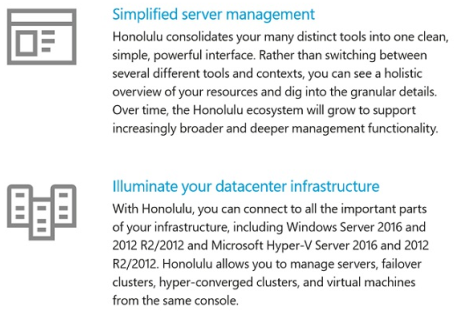 Simplified server management
Honolulu consolidates your many distinct tools into one clean,
simple, powerful interface. Rather than switching between
several different tools and contexts, you can see a holistic
overview of your resources and dig into the granular details.
Over time, the Honolulu ecosystem will grow to support
increasingly broader and deeper management functionality.
Illuminate your datacenter infrastructure
With Honolulu, you can connect to all the important parts
of your infrastructure, including Windows Server 2016 and
2012 R2/2012 and Microsoft Hyper-V Server 2016 and 2012
R2/2012. Honolulu allows you to manage servers, failover
clusters, hyper-converged clusters, and virtual machines
from the same console.